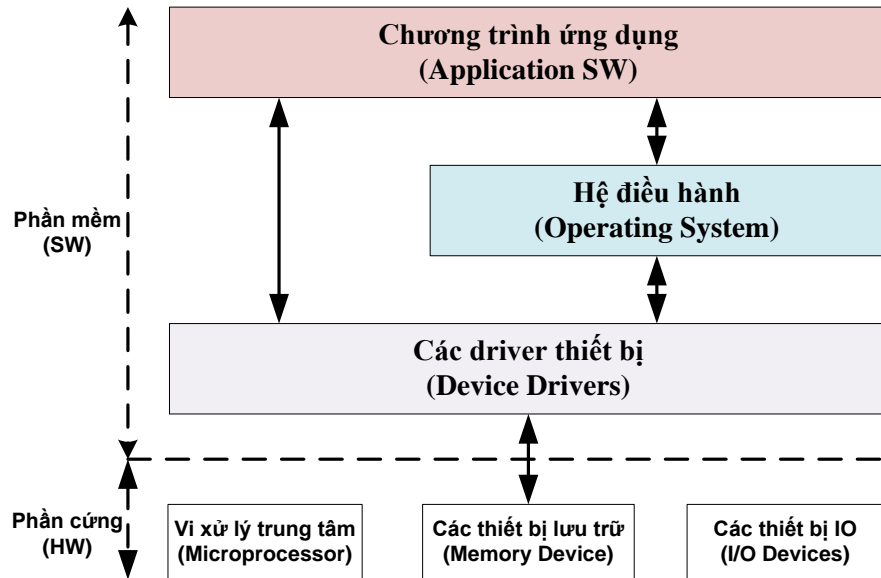 Chương trình ứng dụng
(Application SW)
Hệ điều hành
(Operating System)
Phần mềm
(SW)
Các driver thiết bị
(Device Drivers)
Phần cứng
(HW)
Vi xử lý trung tâm
(Microprocessor)
Các thiết bị lưu trữ
(Memory Device)
Các thiết bị IO
(I/O Devices)